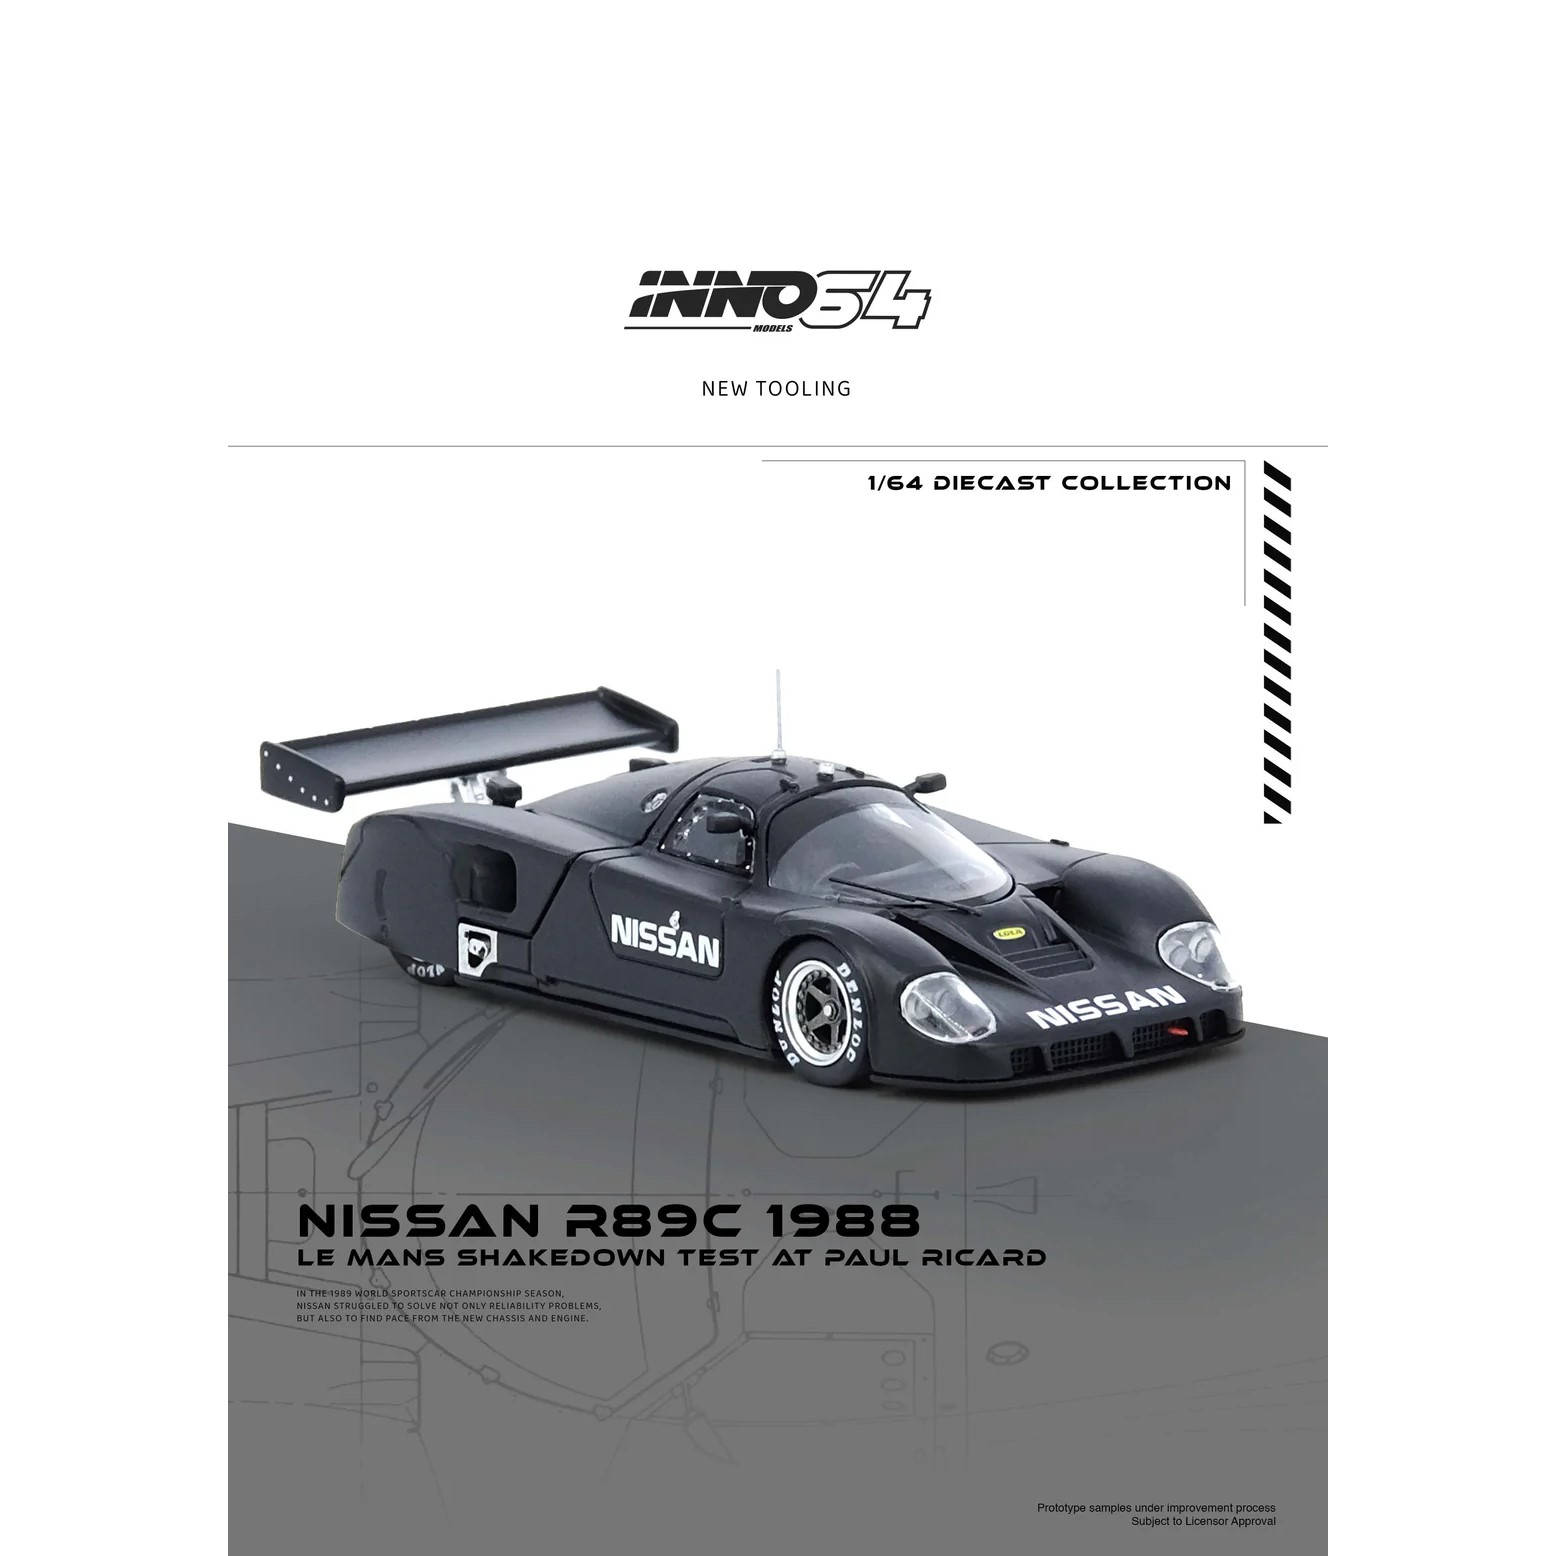 INNO64
MODELS
NEW TOOLING
1/64 DIECAST COLLECTION
LOLA
NISSAN
NISSAN
DUNLOP
DENLOC
NISSAN R89C 1988
LE MANS SHAKEDOWN TEST AT PAUL RICARD
IN THE 1989 WORLD SPORTSCAR CHAMPIONSHIP SEASON,
NISSAN STRUGGLED TO SOLVE NOT ONLY RELIABILITY PROBLEMS,
BUT ALSO TO FIND PACE FROM THE NEW CHASSIS AND ENGINE.
Prototype samples under improvement process
Subject to Licensor Approval